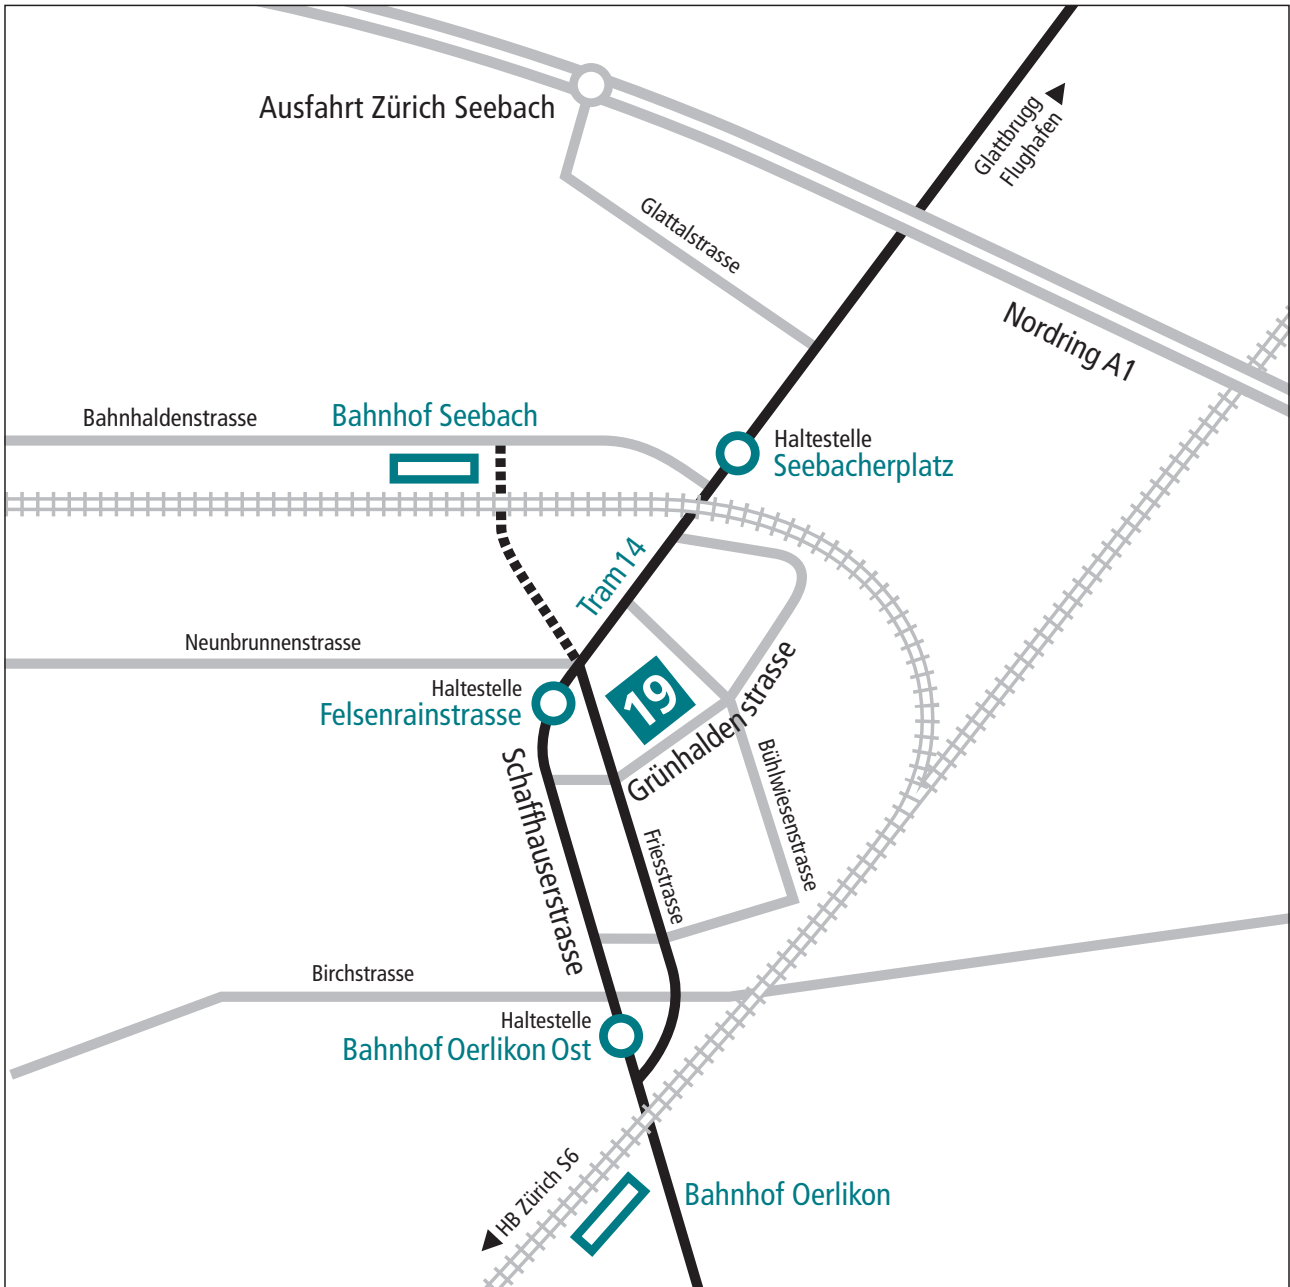 Ausfahrt Zürich Seebach
Glattbrugg
Flughafen
Glattalstrasse
Nordring A1
Bahnhaldenstrasse
Bahnhof Seebach
Haltestelle
Seebacherplatz
Tram 14
Neunbrunnenstrasse
Haltestelle
Felsenrainstrasse
19
Grünhaldenstrasse
Schaffhauserstrasse
Bühlwiesenstrasse
Friesstrasse
Birchstrasse
Haltestelle
Bahnhof Oerlikon Ost
HB Zürich S6
Bahnhof Oerlikon